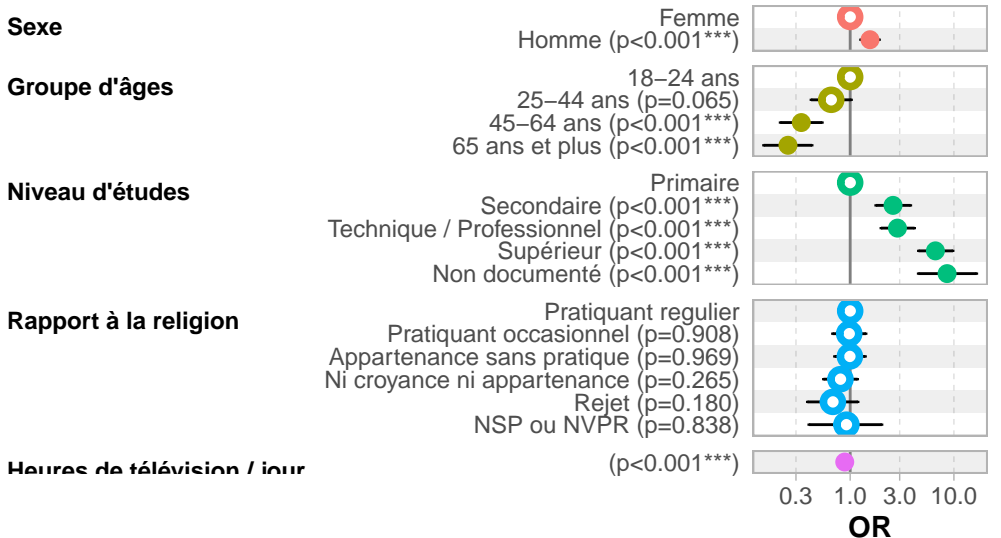 Sexe
Femme
Homme (p<0.001***)
Groupe d'âges
18−24 ans
25−44 ans (p=0.065)
45−64 ans (p<0.001***)
65 ans et plus (p<0.001***)
Niveau d'études
Primaire
Secondaire (p<0.001***)
Technique / Professionnel (p<0.001***)
Supérieur (p<0.001***)
Non documenté (p<0.001***)
Rapport à la religion
Pratiquant regulier
Pratiquant occasionnel (p=0.908)
Appartenance sans pratique (p=0.969)
Ni croyance ni appartenance (p=0.265)
Rejet (p=0.180)
NSP ou NVPR (p=0.838)
Heures de télévision / jour
(p<0.001***)
0.3 1.0 3.0 10.0
OR